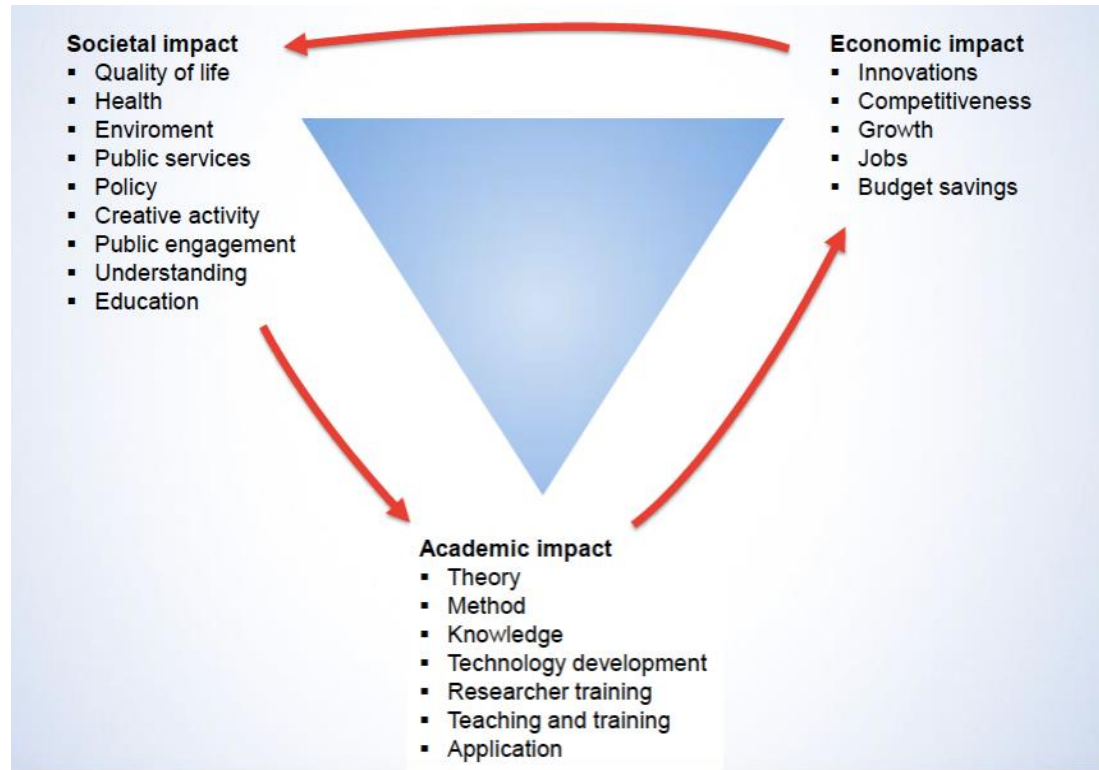 Societal impact
▪ Quality of life
▪ Health
▪ Enviroment
▪ Public services
▪ Policy
▪ Creative activity
▪ Public engagement
▪ Understanding
▪ Education
Economic impact
▪ Innovations
▪ Competitiveness
▪ Growth
▪ Jobs
▪ Budget savings
Academic impact
▪ Theory
▪ Method
▪ Knowledge
▪ Technology development
▪ Researcher training
▪ Teaching and training
▪ Application